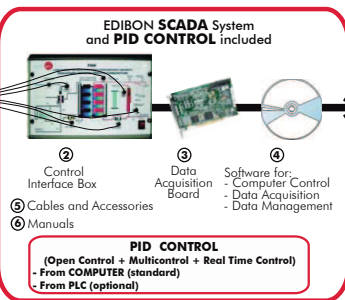 EDIBON SCADA System
and PID CONTROL included
2
Control
Interface Box
3
Data
Acquisition
Board
4
Software for:
- Computer Control
- Data Acquisition
- Data Management
5 Cables and Accessories
6 Manuals
PID CONTROL
(Open Control + Multicontrol + Real Time Control)
- From COMPUTER (standard)
- From PLC (optional)